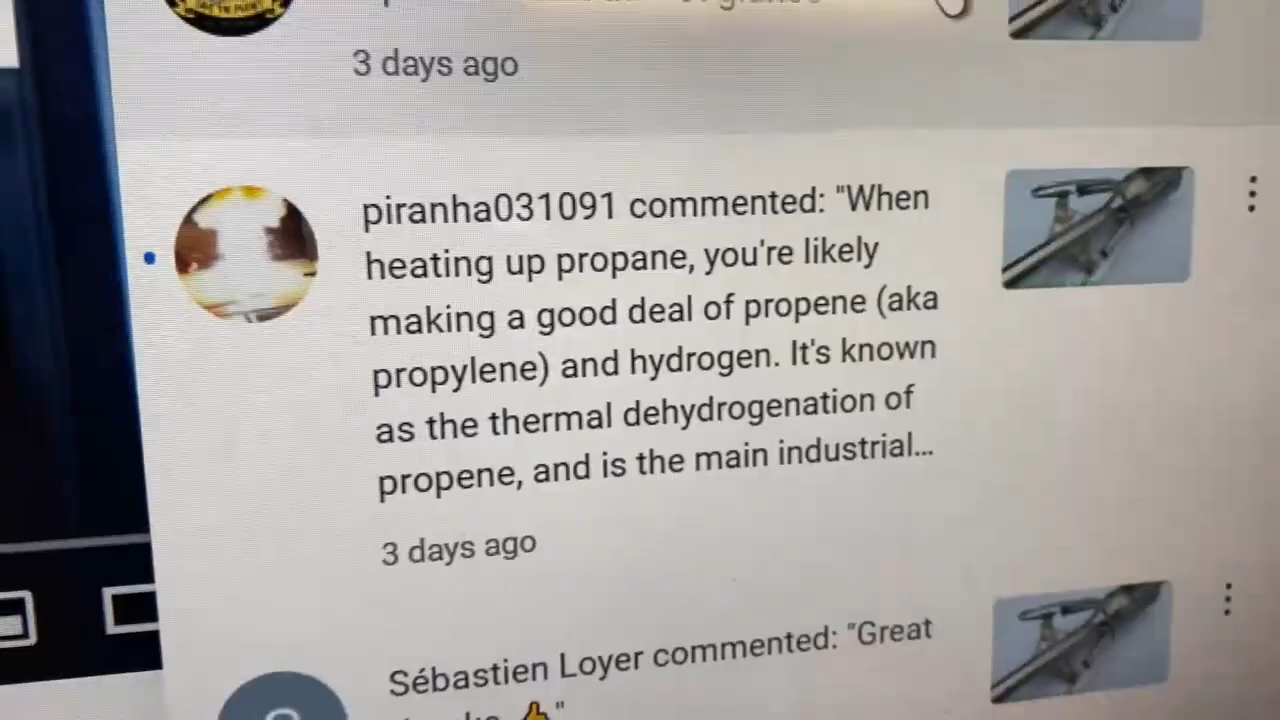 3 days ago
piranha031091 commented: "When
heating up propane, you're likely
making a good deal of propene (aka
propylene) and hydrogen. It's known
as the thermal dehydrogenation of
propene, and is the main industrial...
3 days ago
Sébastien Loyer commented: "Great
👍"